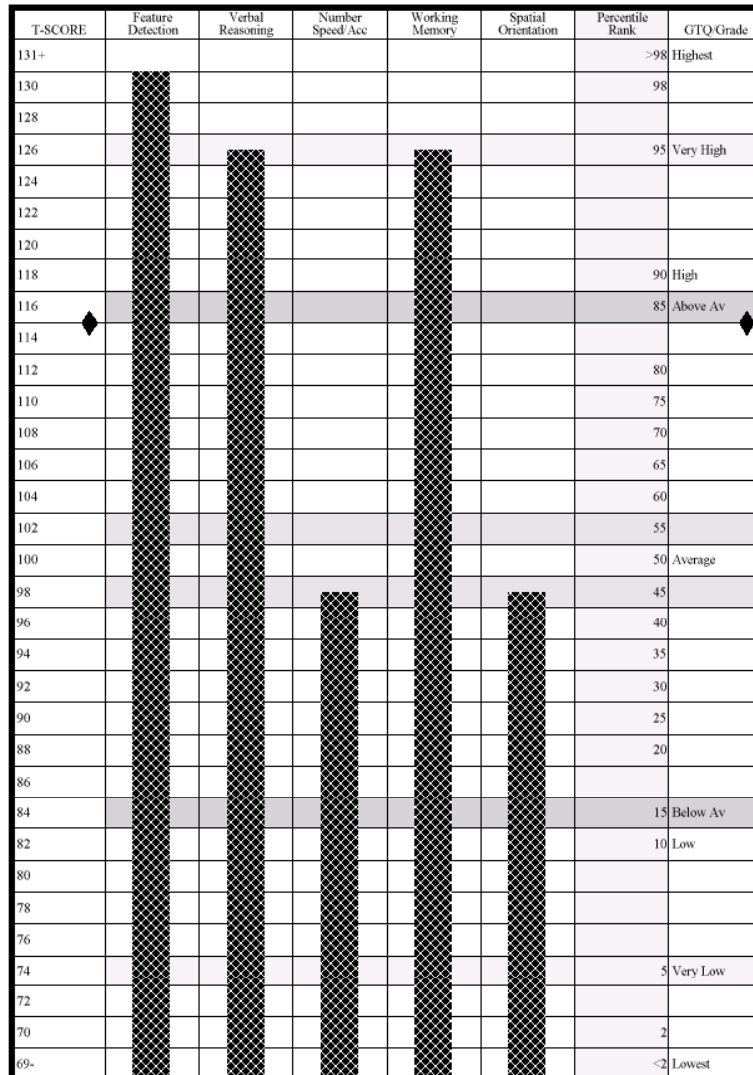 T-SCORE Feature Detection Verbal Reasoning Number Speed/Acc Working Memory Spatial Orientation Percentile Rank GTQ/Grade
131+ >98 Highest
130 98
128
126 95 Very High
124
122
120
118 90 High
116 85 Above Av
114
112 80
110 75
108 70
106 65
104 60
102 55
100 50 Average
98 45
96 40
94 35
92 30
90 25
88 20
86
84 15 Below Av
82 10 Low
80
78
76
74 5 Very Low
72
70 2
69- <2 Lowest